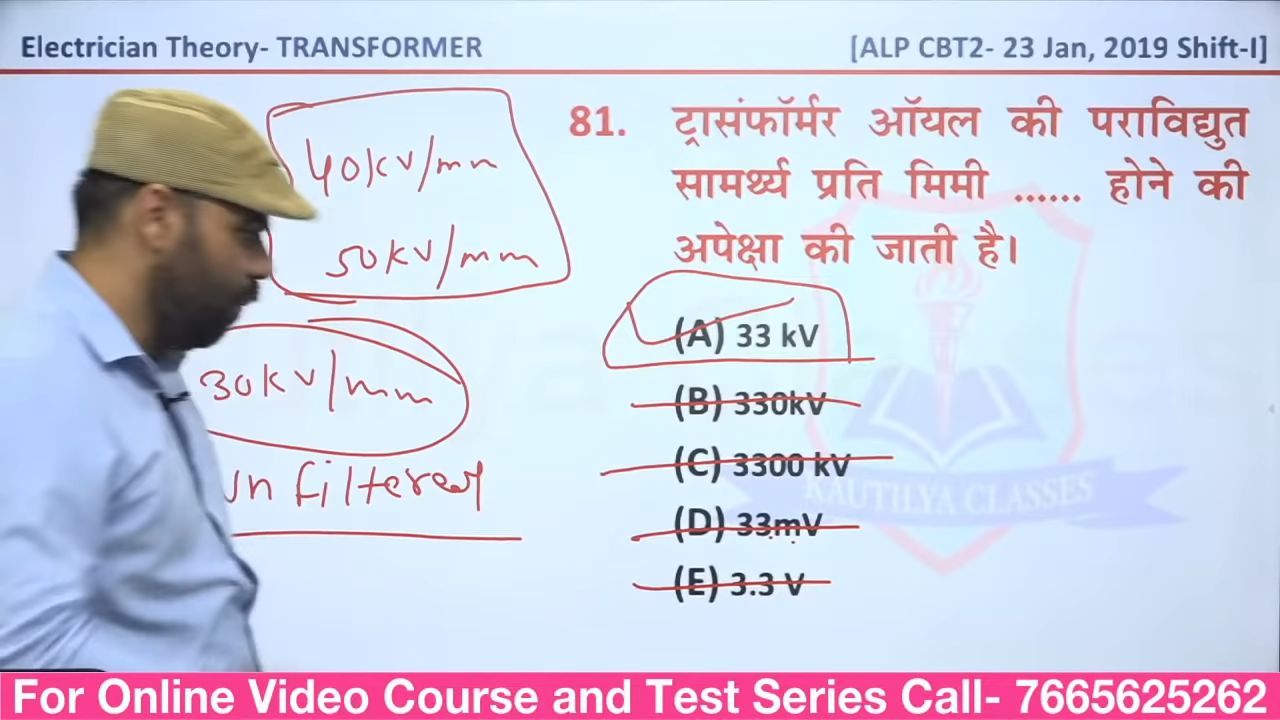 Electrician Theory- TRANSFORMER
[ALP CBT2- 23 Jan, 2019 Shift-I]
40kV/mm
50kV/mm
30kV/mm
un filtered
81. ट्रासंफॉर्मर ऑयल की पराविद्युत
सामर्थ्य प्रति मिमी ...... होने की
अपेक्षा की जाती है।
(A) 33 kV
(B) 330kV
(C) 3300 kV
(D) 33mV
(E) 3.3 V
KAUTILYA CLASSES
For Online Video Course and Test Series Call- 7665625262